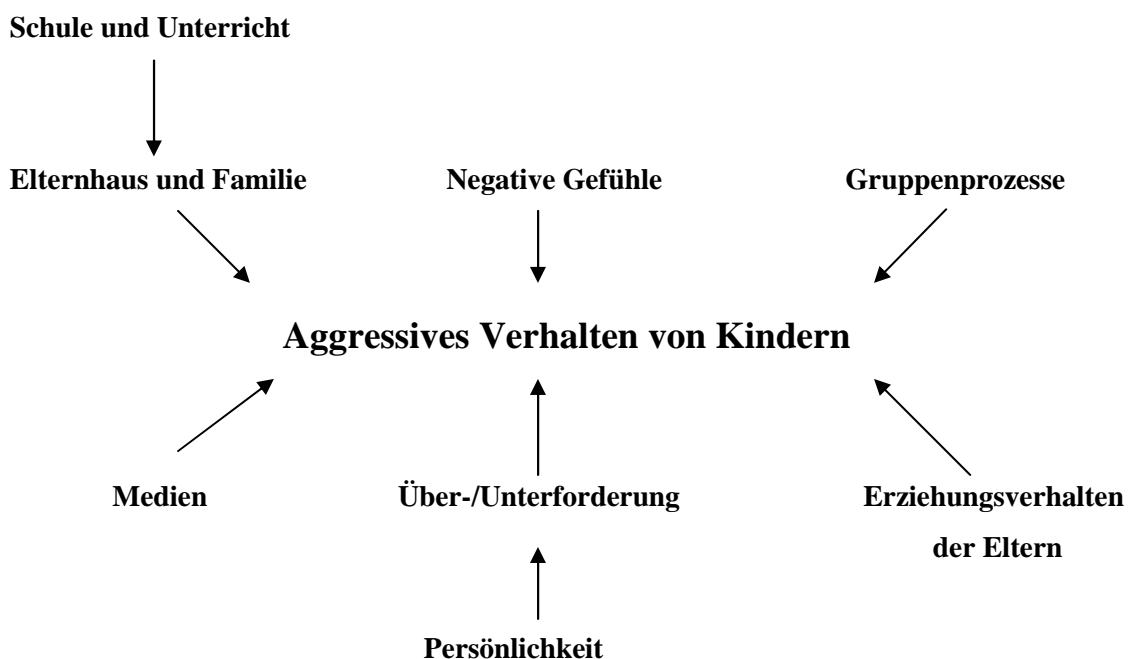 Schule und Unterricht
Elternhaus und Familie
Negative Gefühle
Gruppenprozesse
Aggressives Verhalten von Kindern
Medien
Über-/Unterforderung
Erziehungsverhalten
der Eltern
Persönlichkeit